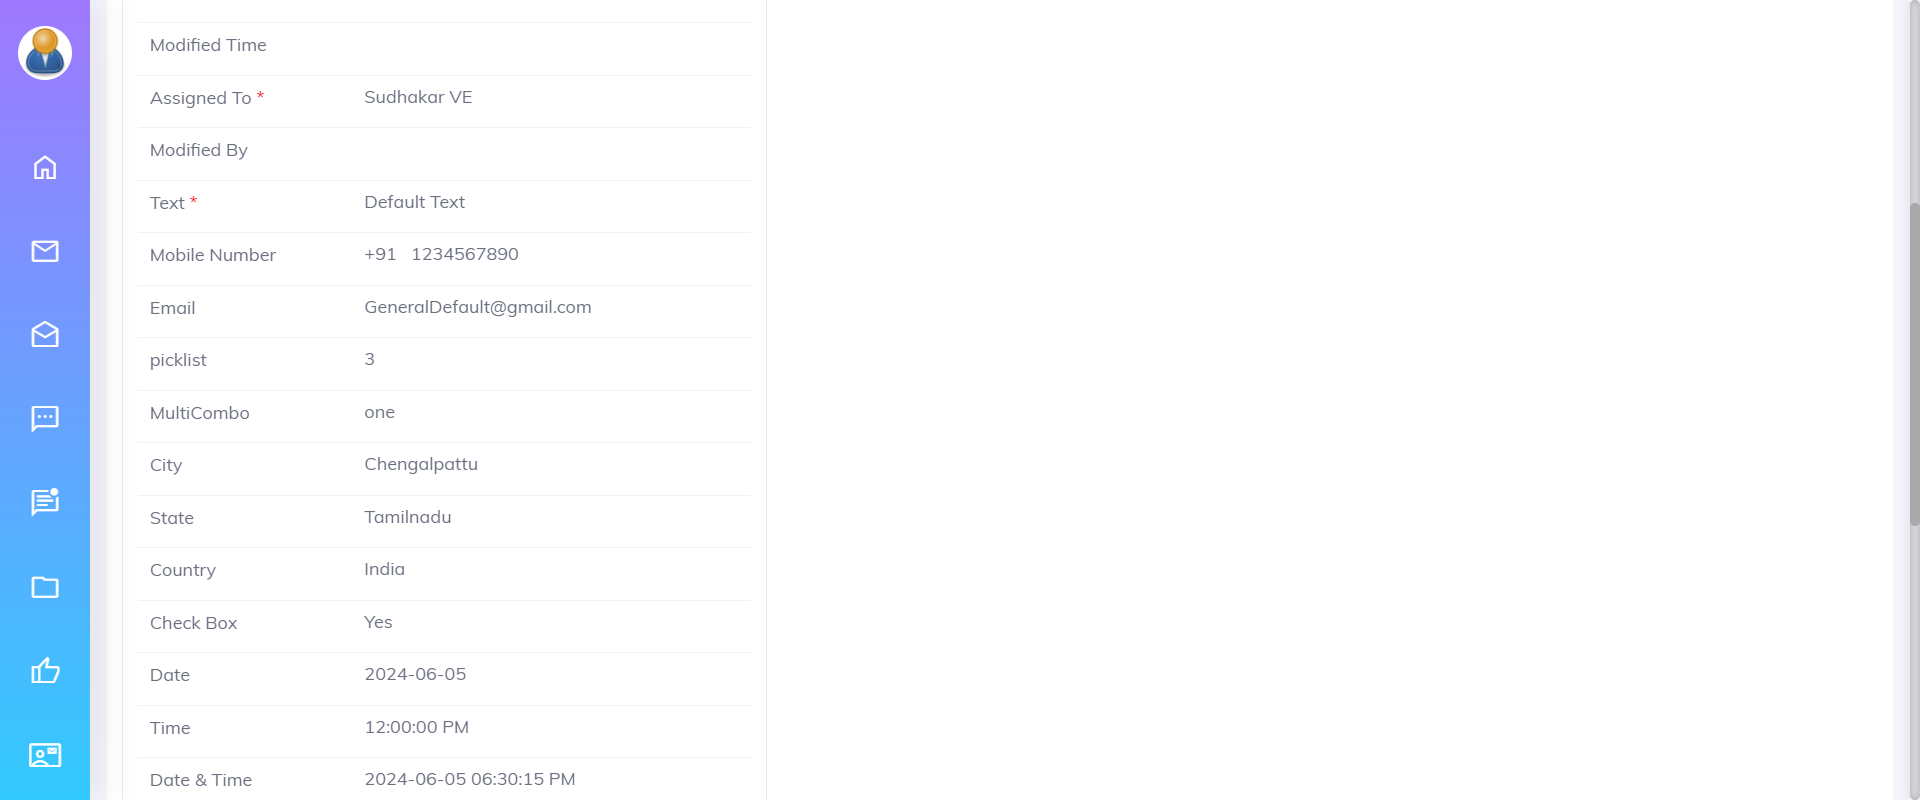 Modified Time
Assigned To * Sudhakar VE
Modified By
Text * Default Text
Mobile Number +91 1234567890
Email GeneralDefault@gmail.com
picklist 3
MultiCombo one
City Chengalpattu
State Tamilnadu
Country India
Check Box Yes
Date 2024-06-05
Time 12:00:00 PM
Date & Time 2024-06-05 06:30:15 PM